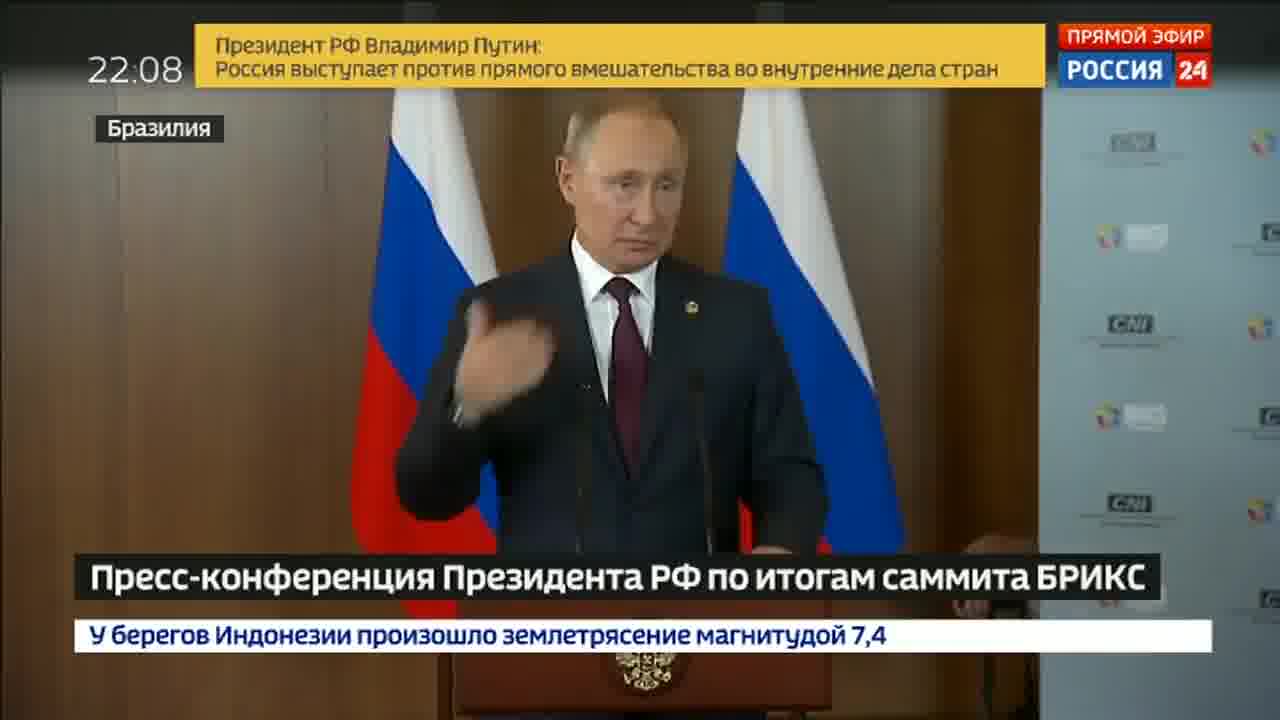 22:08
Президент РФ Владимир Путин:
Россия выступает против прямого вмешательства во внутренние дела стран
ПРЯМОЙ ЭФИР
РОССИЯ 24
Бразилия
CNI
CNI
CNI
Пресс-конференция Президента РФ по итогам саммита БРИКС
У берегов Индонезии произошло землетрясение магнитудой 7,4